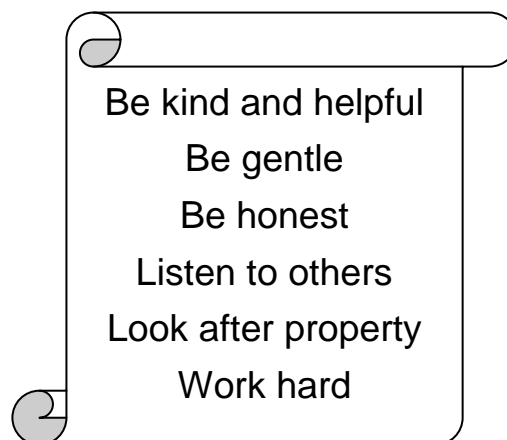 Be kind and helpful
Be gentle
Be honest
Listen to others
Look after property
Work hard